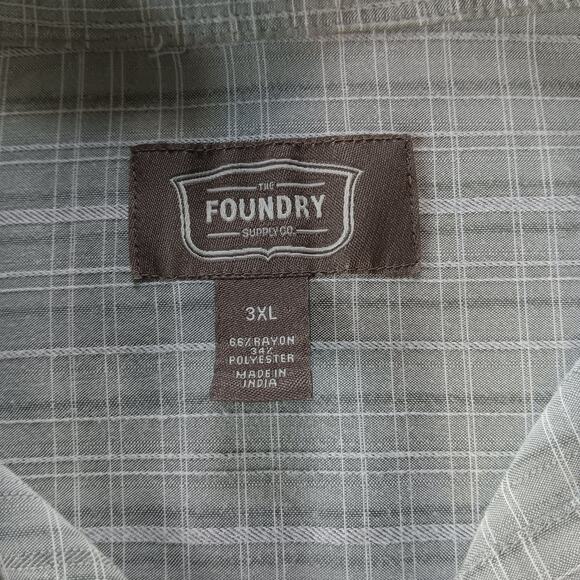 THE
FOUNDRY
SUPPLY CO.
3XL
66% RAYON
34%
POLYESTER
MADE IN
INDIA